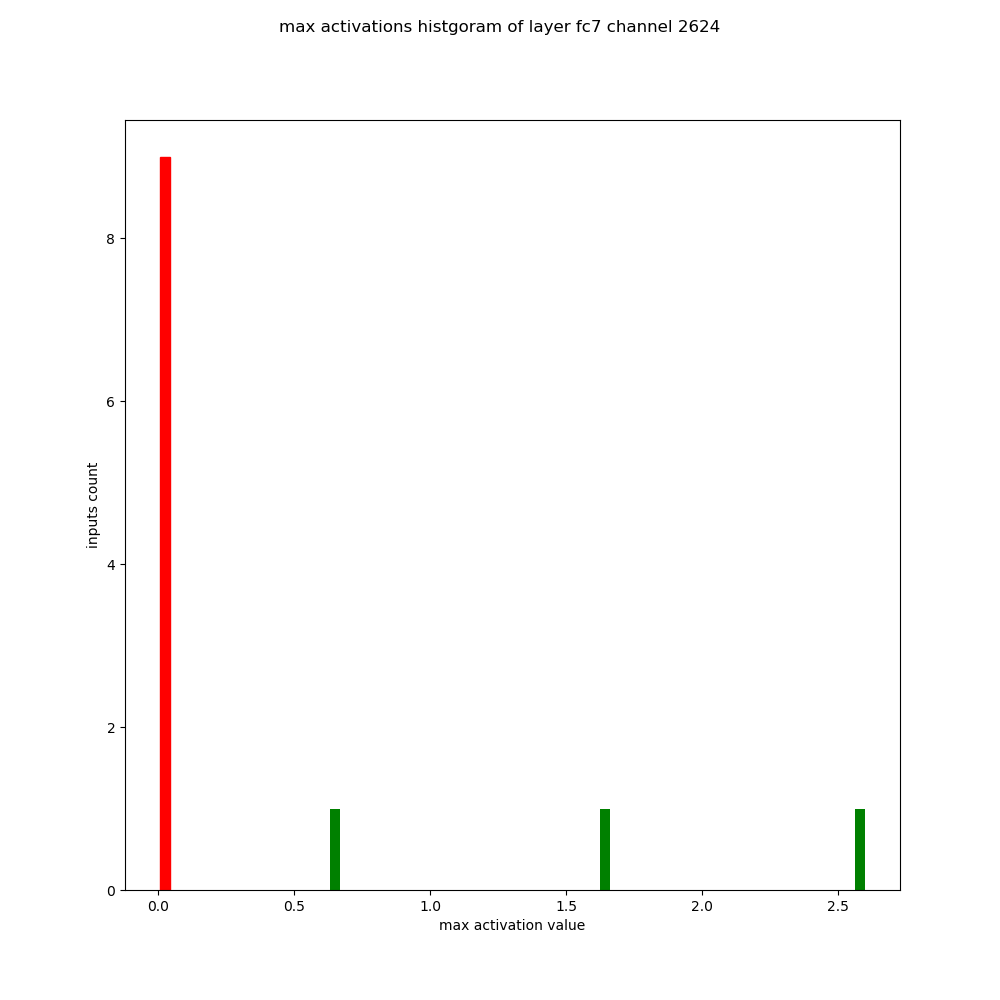 max activations histgoram of layer fc7 channel 2624
8
6
4
2
0
inputs count
0.0 0.5 1.0 1.5 2.0 2.5
max activation value